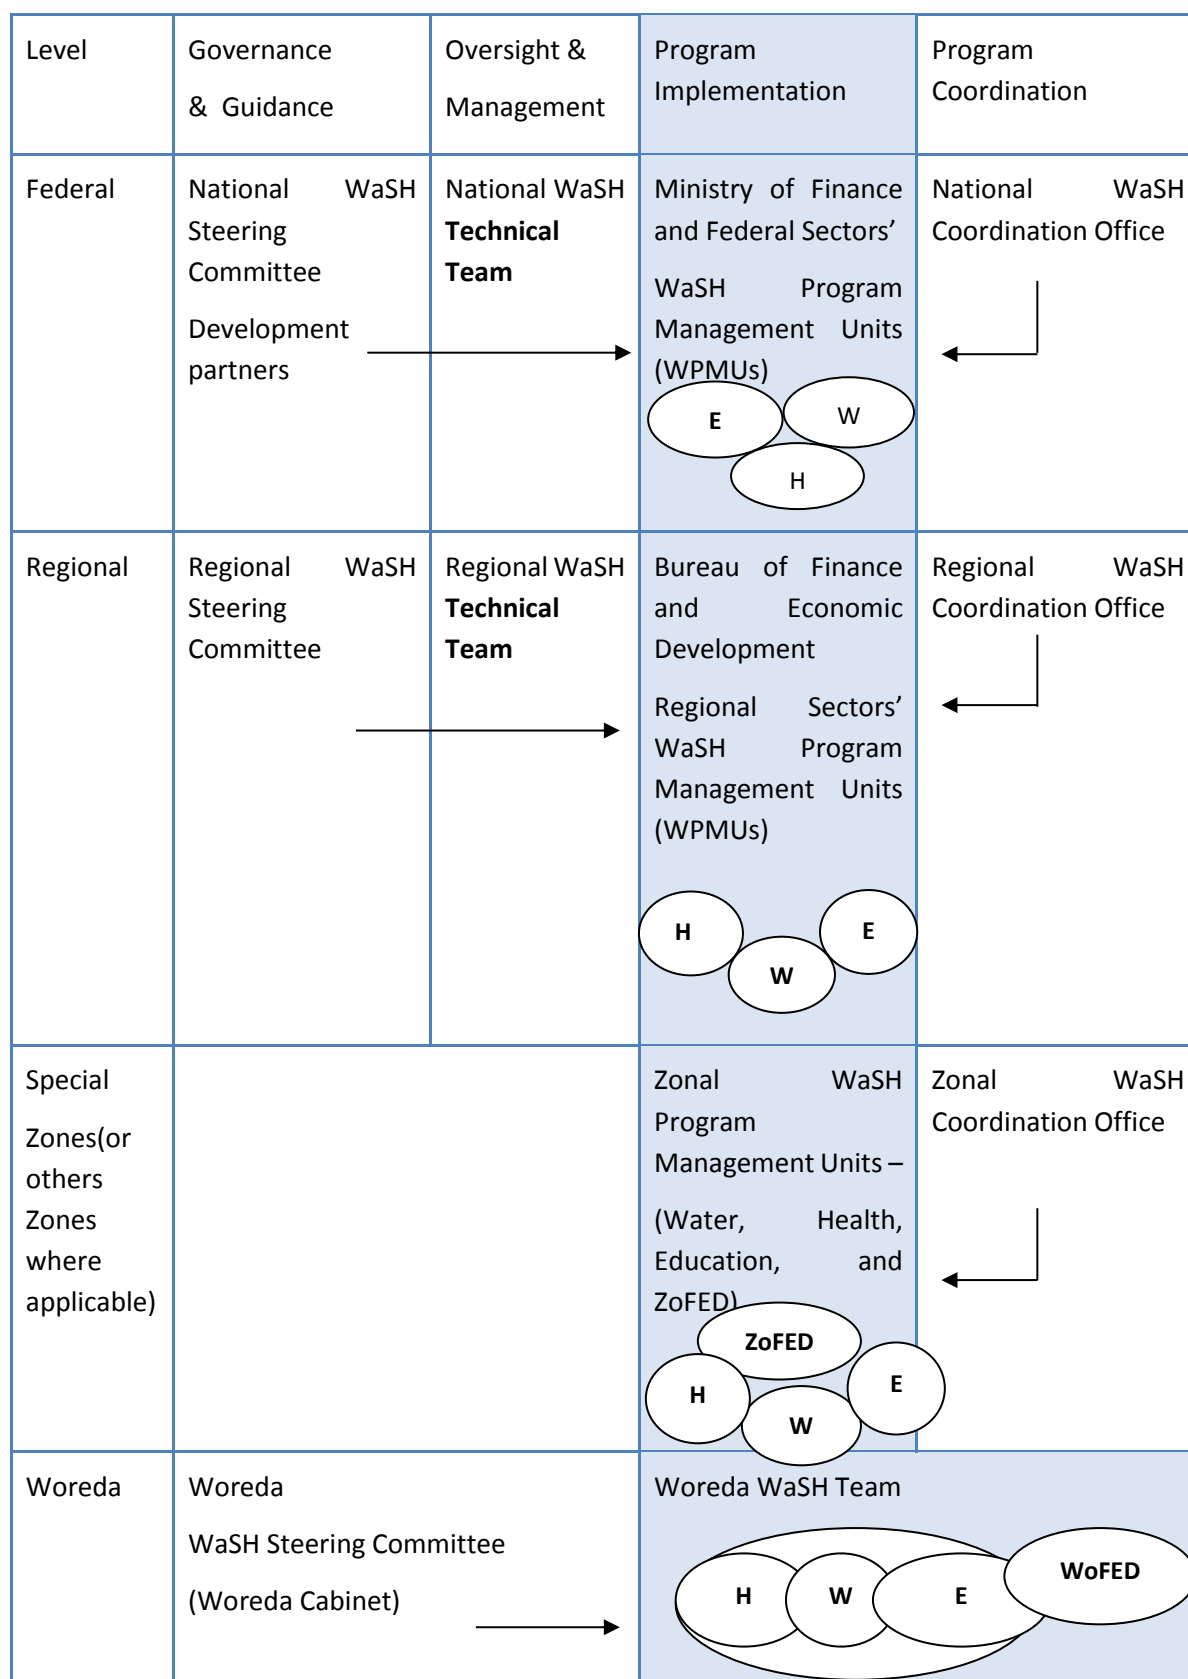 Level
Governance
& Guidance
Oversight &
Management
Program
Implementation
Program
Coordination
Federal
National WaSH
Steering
Committee
Development
partners
National WaSH
Technical
Team
Ministry of Finance
and Federal Sectors’
WaSH Program
Management Units
(WPMUs)
E
W
H
National WaSH
Coordination Office
Regional
Regional WaSH
Steering
Committee
Regional WaSH
Technical
Team
Bureau of Finance
and Economic
Development
Regional Sectors’
WaSH Program
Management Units
(WPMUs)
H
E
W
Regional WaSH
Coordination Office
Special
Zones(or
others
Zones
where
applicable)
Zonal WaSH
Program
Management Units –
(Water, Health,
Education, and
ZoFED)
ZoFED
H
E
W
Zonal WaSH
Coordination Office
Woreda
Woreda
WaSH Steering Committee
(Woreda Cabinet)
Woreda WaSH Team
H
W
E
WoFED